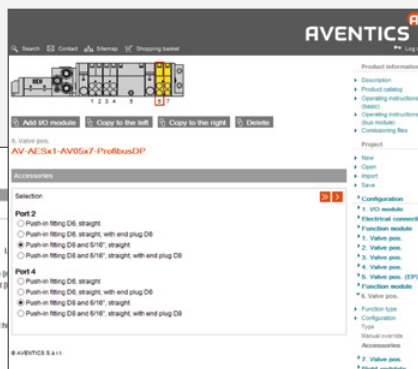 AVENTICS
Search Contact Sitemap Shopping basket
Log
1 2 3 4 5 6 7
Add I/O module Copy to the left Copy to the right Delete
6. Valve pos.
AV-AESx1-AV05x7-ProfibusDP
Accessories
Selection
Port 2
Push-in fitting D6, straight
Push-in fitting D6, straight, with end plug D6
Push-in fitting D8 and 5/16", straight
Push-in fitting D8 and 5/16", straight, with end plug D8
Port 4
Push-in fitting D6, straight
Push-in fitting D6, straight, with end plug D6
Push-in fitting D8 and 5/16", straight
Push-in fitting D8 and 5/16", straight, with end plug D8
© AVENTICS S.à r.l.
Product information
Description
Product catalog
Operating instructions
(basic)
Operating instructions
(bus module)
Comissioning files
Project
New
Open
Import
Save
Configuration
1. I/O module
Electrical connecti
Function module
1. Valve pos.
2. Valve pos.
3. Valve pos.
4. Valve pos.
5. Valve pos. (EP)
Function module
6. Valve pos.
Function type
Configuration
Type
Manual override
Accessories
7. Valve pos.
Right endplate